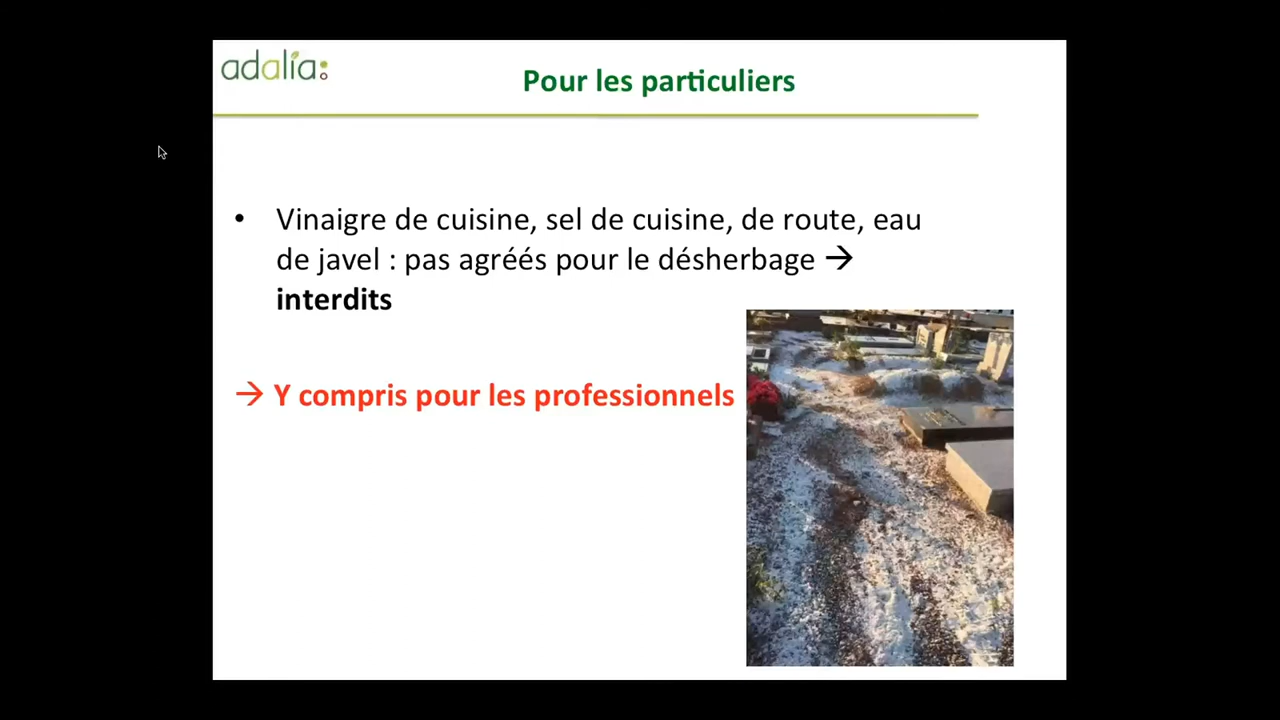 adalia
Pour les particuliers
• Vinaigre de cuisine, sel de cuisine, de route, eau
de javel : pas agréés pour le désherbage →
interdits
→ Y compris pour les professionnels